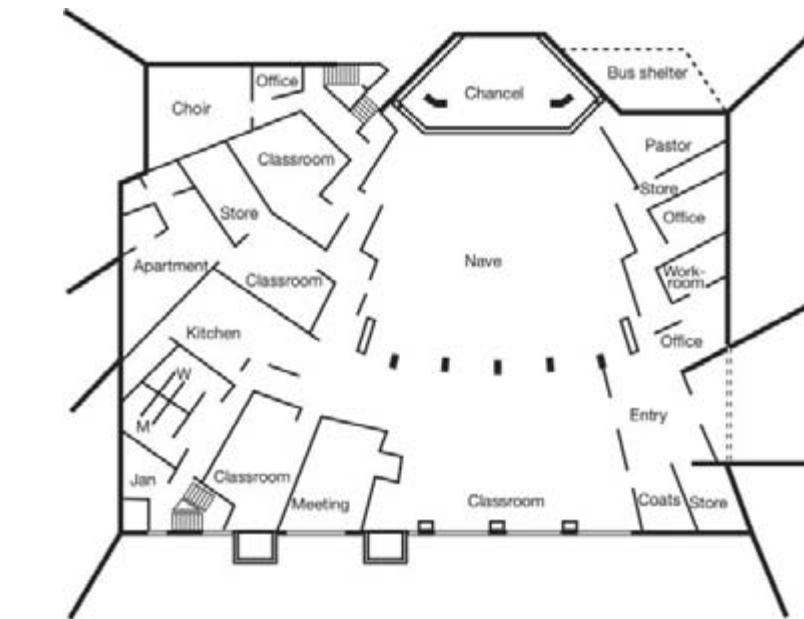 Bus shelter
Office
Chancel
Choir
Pastor
Classroom
Store
Store
Office
Nave
Apartment
Classroom
Work-
room
Kitchen
Office
W
Entry
M
Jan
Classroom
Meeting
Classroom
Coats
Store